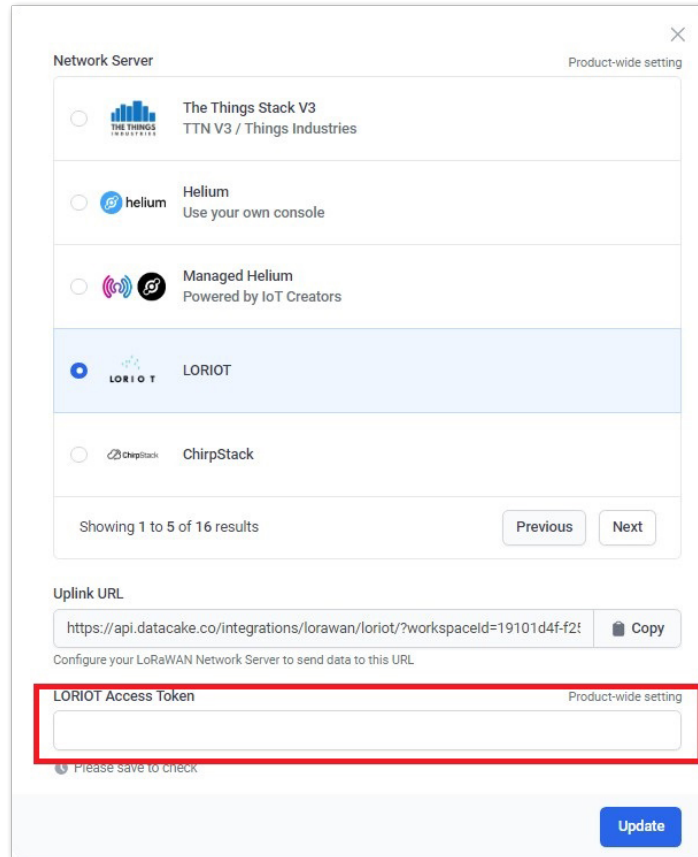 Network Server
Product-wide setting
THE THINGS
INDUSTRIES
The Things Stack V3
TTN V3 / Things Industries
helium
Helium
Use your own console
Managed Helium
Powered by IoT Creators
LORIOT
LORIOT
ChirpStack
ChirpStack
Showing 1 to 5 of 16 results
Previous
Next
Uplink URL
https://api.datacake.co/integrations/lorawan/loriot/?workspaceId=19101d4f-f25
Copy
Configure your LoRaWAN Network Server to send data to this URL
LORIOT Access Token
Product-wide setting
Please save to check
Update